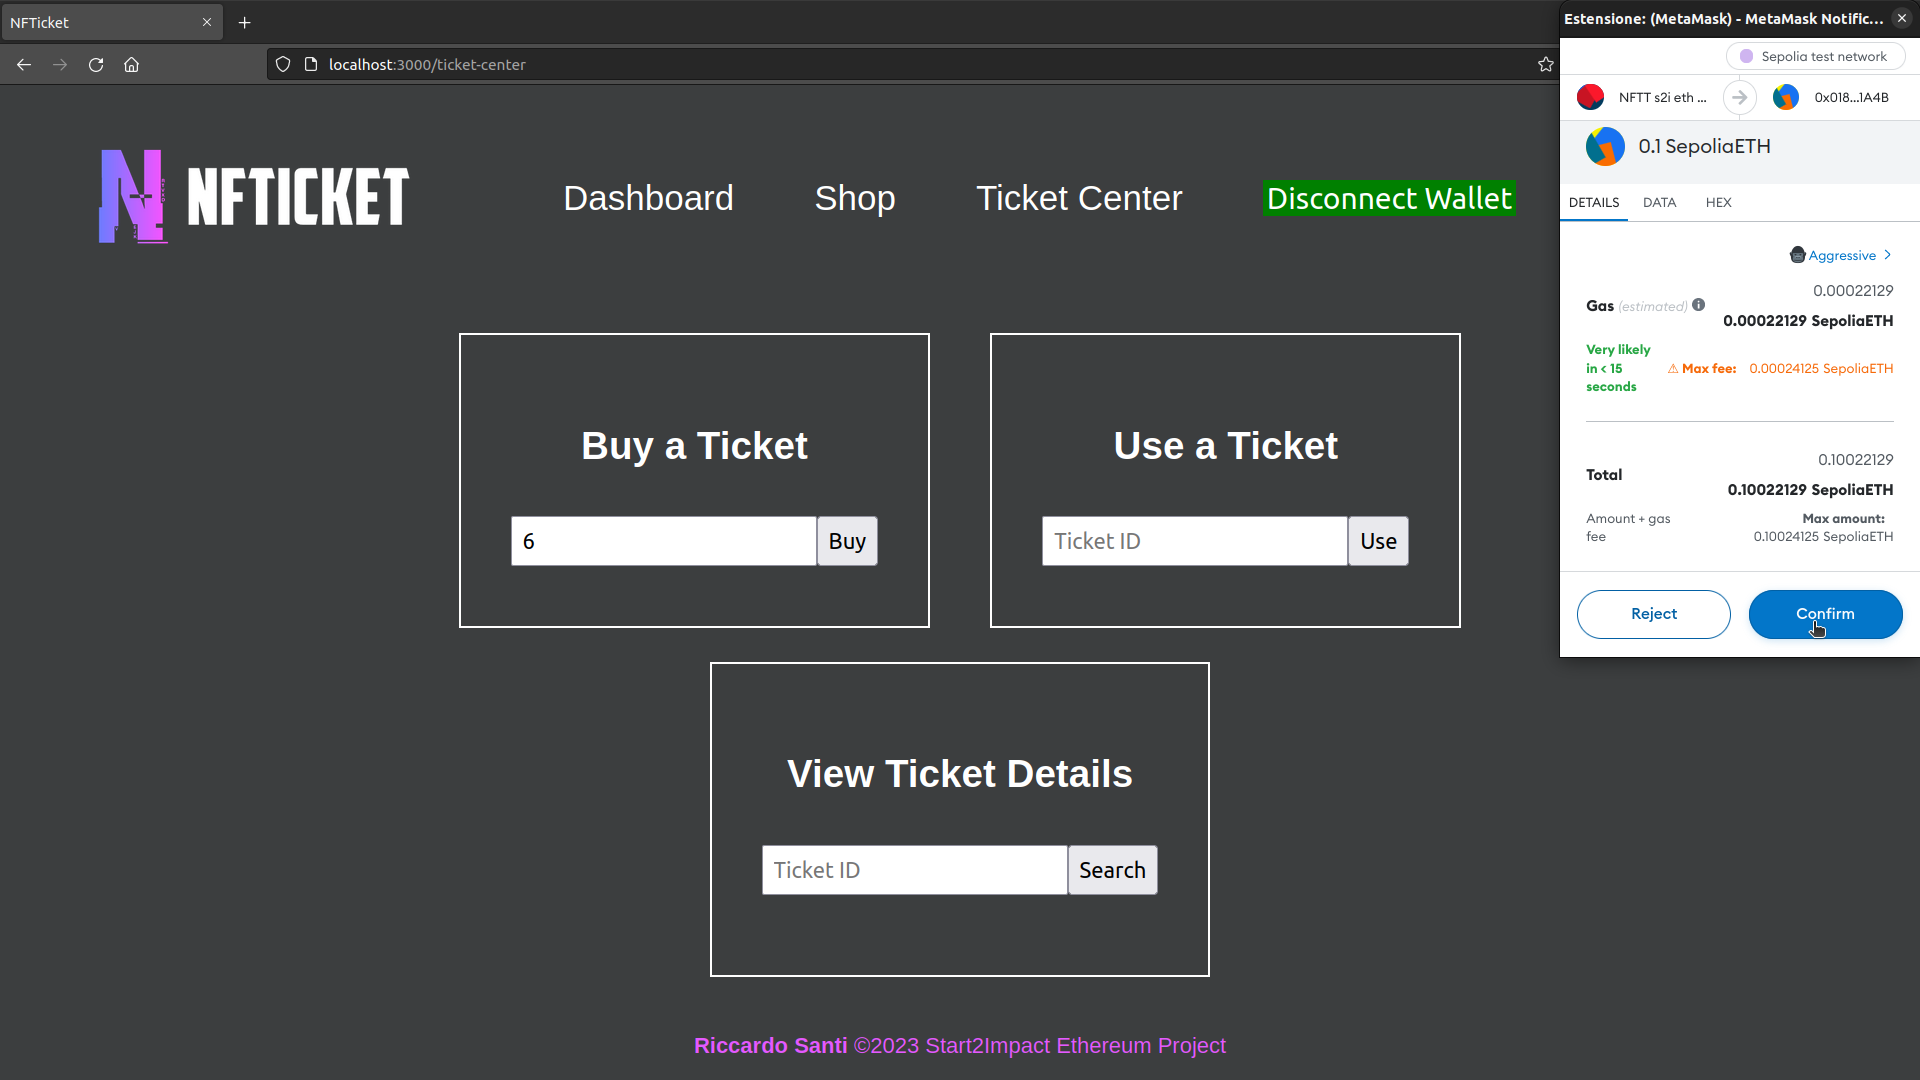 NFTicket
localhost:3000/ticket-center
Estensione: (MetaMask) - MetaMask Notific...
Sepolia test network
NFTT s2i eth ...
0x018...1A4B
0.1 SepoliaETH
DETAILS DATA HEX
Aggressive
0.00022129
Gas (estimated)
0.00022129 SepoliaETH
Very likely in < 15 seconds
Max fee: 0.00024125 SepoliaETH
0.10022129
Total
0.10022129 SepoliaETH
Amount + gas fee
Max amount:
0.10024125 SepoliaETH
Reject Confirm
NFTICKET
Dashboard Shop Ticket Center Disconnect Wallet
Buy a Ticket
6 Buy
Use a Ticket
Ticket ID Use
View Ticket Details
Ticket ID Search
Riccardo Santi ©2023 Start2Impact Ethereum Project